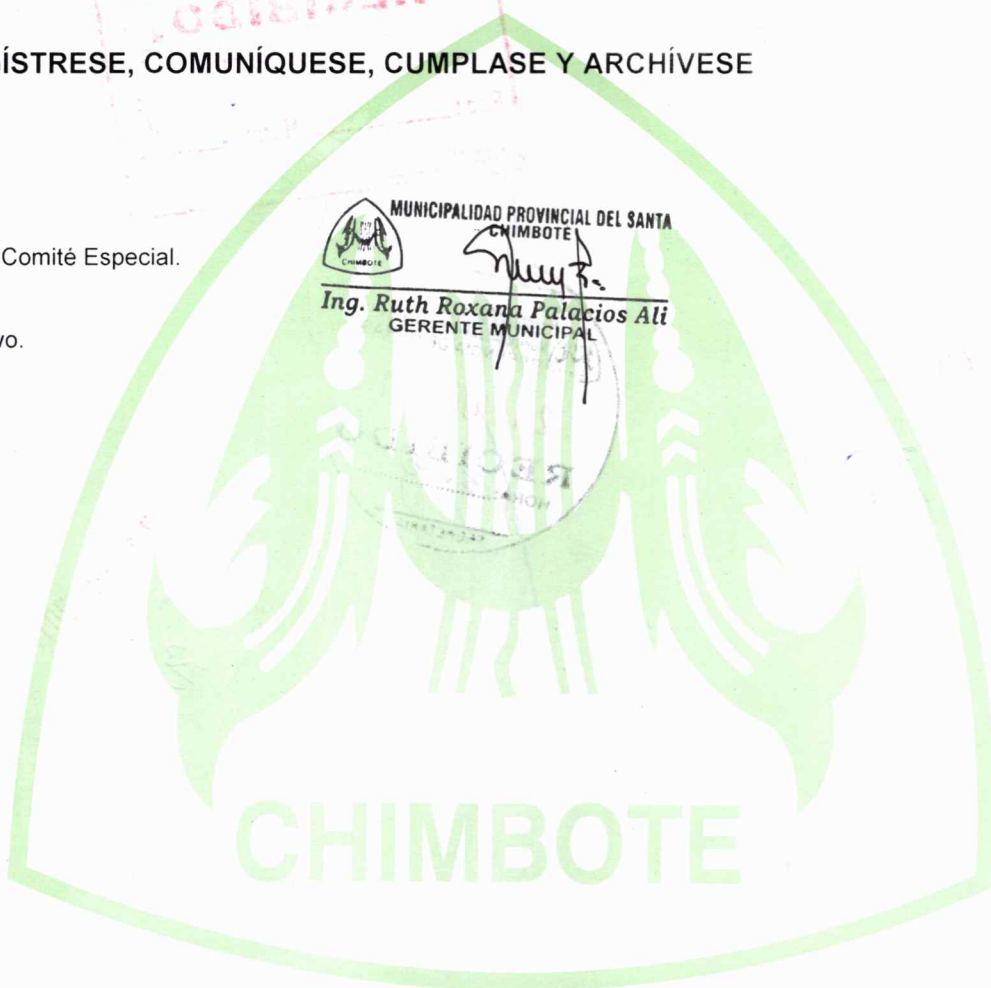 ÍSTRESE, COMUNÍQUESE, CUMPLASE Y ARCHÍVESE
MUNICIPALIDAD PROVINCIAL DEL SANTA
CHIMBOTE
CHIMBOTE
Comité Especial.
Ing. Ruth Roxana Palacios Ali
GERENTE MUNICIPAL
vo.
RECIBIDO
CHIMBOTE